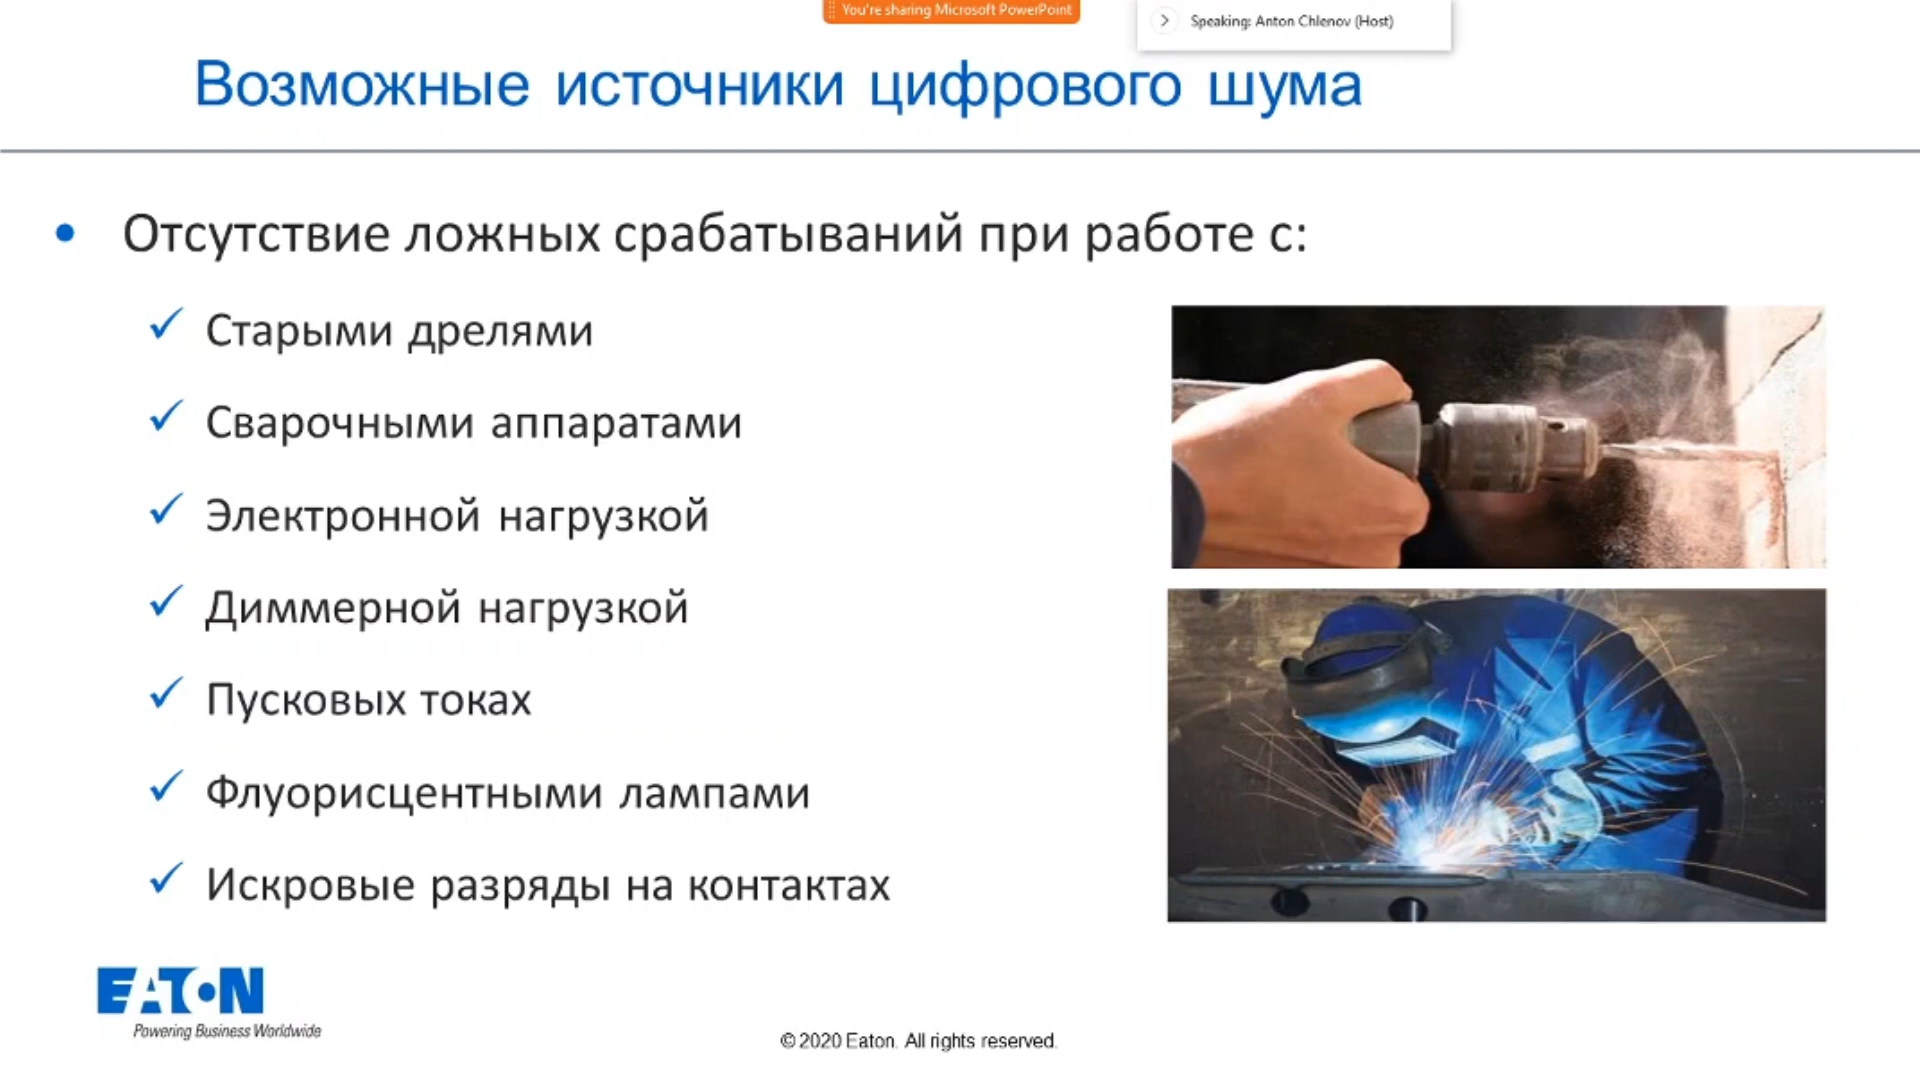 You're sharing Microsoft PowerPoint
Speaking: Anton Chlenov (Host)
Возможные источники цифрового шума
• Отсутствие ложных срабатываний при работе с:
✓ Старыми дрелями
✓ Сварочными аппаратами
✓ Электронной нагрузкой
✓ Диммерной нагрузкой
✓ Пусковых токах
✓ Флуорисцентными лампами
✓ Искровые разряды на контактах
EATON
Powering Business Worldwide
© 2020 Eaton. All rights reserved.